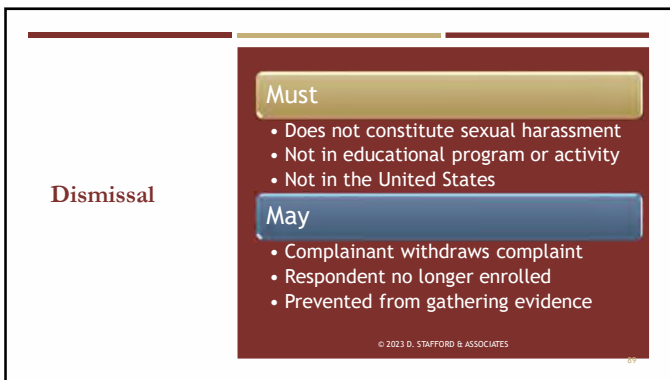 Dismissal
Must
• Does not constitute sexual harassment
• Not in educational program or activity
• Not in the United States
May
• Complainant withdraws complaint
• Respondent no longer enrolled
• Prevented from gathering evidence
© 2023 D. STAFFORD & ASSOCIATES
89